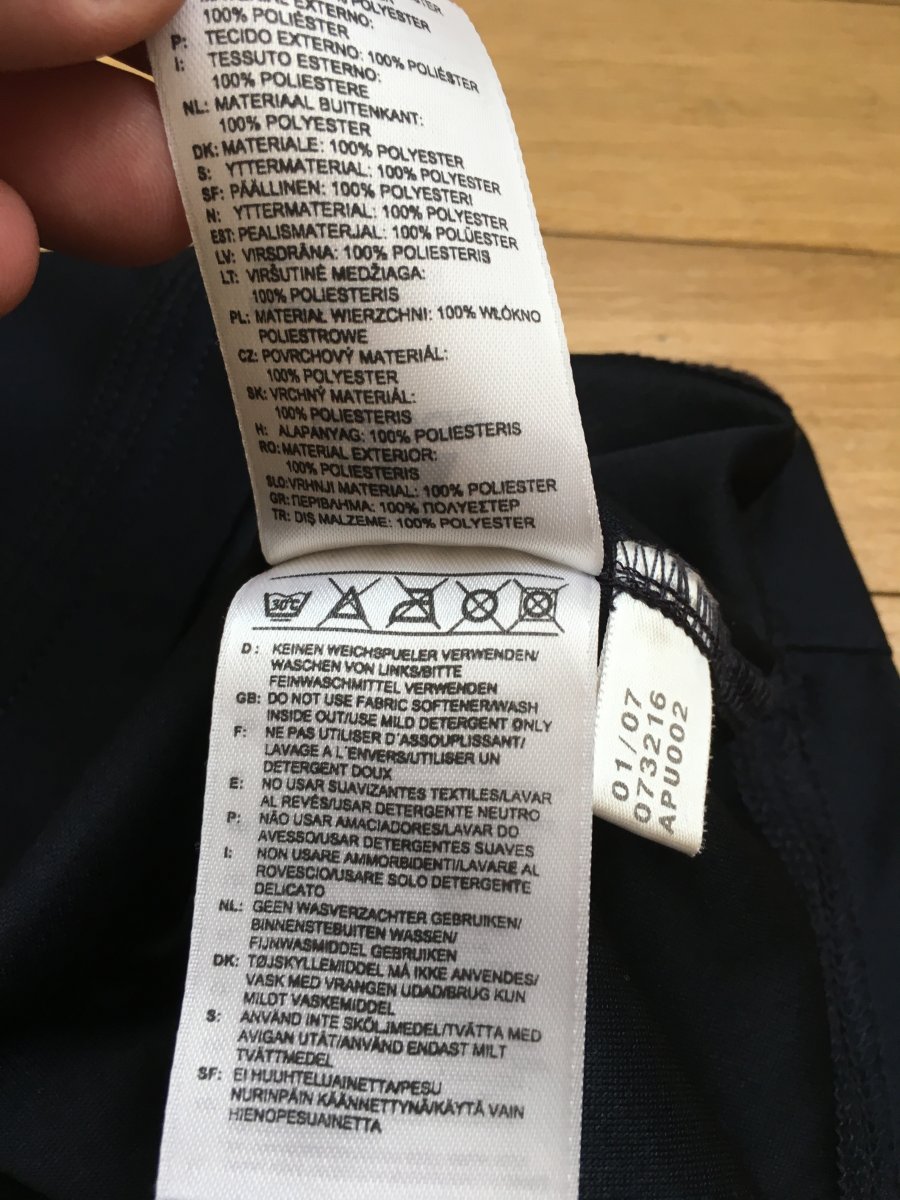 MATERIAL EXTERNO:
100% POLIÉSTER
P: TECIDO EXTERNO: 100% POLIÉSTER
I: TESSUTO ESTERNO:
100% POLIESTERE
NL: MATERIAAL BUITENKANT:
100% POLYESTER
DK: MATERIALE: 100% POLYESTER
S: YTTERMATERIAL: 100% POLYESTER
SF: PÄÄLLINEN: 100% POLYESTERI
N: YTTERMATERIAL: 100% POLYESTER
EST: PEALISMATERJAL: 100% POLÜESTER
LV: VIRSDRĀNA: 100% POLIESTERIS
LT: VIRŠUTINĖ MEDŽIAGA:
100% POLIESTERIS
PL: MATERIAŁ WIERZCHNI: 100% WŁÓKNO
POLIESTROWE
CZ: POVRCHOVÝ MATERIÁL:
100% POLYESTER
SK: VRCHNÝ MATERIÁL:
100% POLIESTERIS
H: ALAPANYAG: 100% POLIESTERIS
RO: MATERIAL EXTERIOR:
100% POLIESTERIS
SLO: VRHNJI MATERIAL: 100% POLIESTER
GR: ΠΕΡΙΒΛΗΜΑ: 100% ΠΟΛΥΕΣΤΕΡ
TR: DIŞ MALZEME: 100% POLYESTER
30°C
D: KEINEN WEICHSPUELER VERWENDEN/
WASCHEN VON LINKS/BITTE
FEINWASCHMITTEL VERWENDEN
GB: DO NOT USE FABRIC SOFTENER/WASH
INSIDE OUT/USE MILD DETERGENT ONLY
F: NE PAS UTILISER D'ASSOUPLISSANT/
LAVAGE A L'ENVERS/UTILISER UN
DETERGENT DOUX
E: NO USAR SUAVIZANTES TEXTILES/LAVAR
AL REVÉS/USAR DETERGENTE NEUTRO
P: NÃO USAR AMACIADORES/LAVAR DO
AVESSO/USAR DETERGENTES SUAVES
I: NON USARE AMMORBIDENTI/LAVARE AL
ROVESCIO/USARE SOLO DETERGENTE
DELICATO
NL: GEEN WASVERZACHTER GEBRUIKEN/
BINNENSTEBUITEN WASSEN/
FIJNWASMIDDEL GEBRUIKEN
DK: TØJSKYLLEMIDDEL MÅ IKKE ANVENDES/
VASK MED VRANGEN UDAD/BRUG KUN
MILDT VASKEMIDDEL
S: ANVÄND INTE SKÖLJMEDEL/TVÄTTA MED
AVIGAN UTÅT/ANVÄND ENDAST MILT
TVÄTTMEDEL
SF: EI HUUHTELUAINETTA/PESU
NURINPÄIN KÄÄNNETTYNÄ/KÄYTÄ VAIN
HIENOPESUAINETTA
01/07
073216
APU002